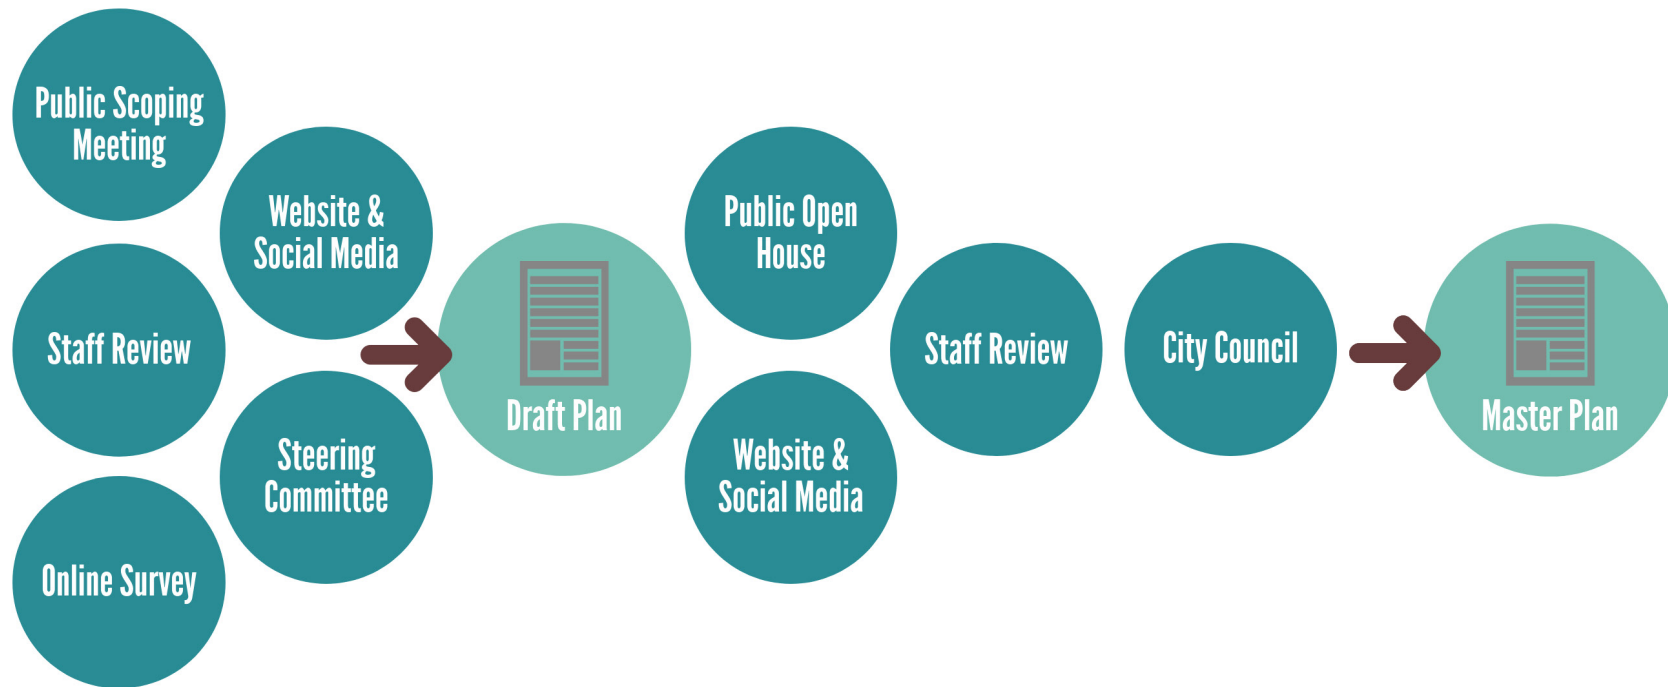 Public Scoping
Meeting
Staff Review
Online Survey
Website &
Social Media
Steering
Committee
Draft Plan
Public Open
House
Website &
Social Media
Staff Review
City Council
Master Plan